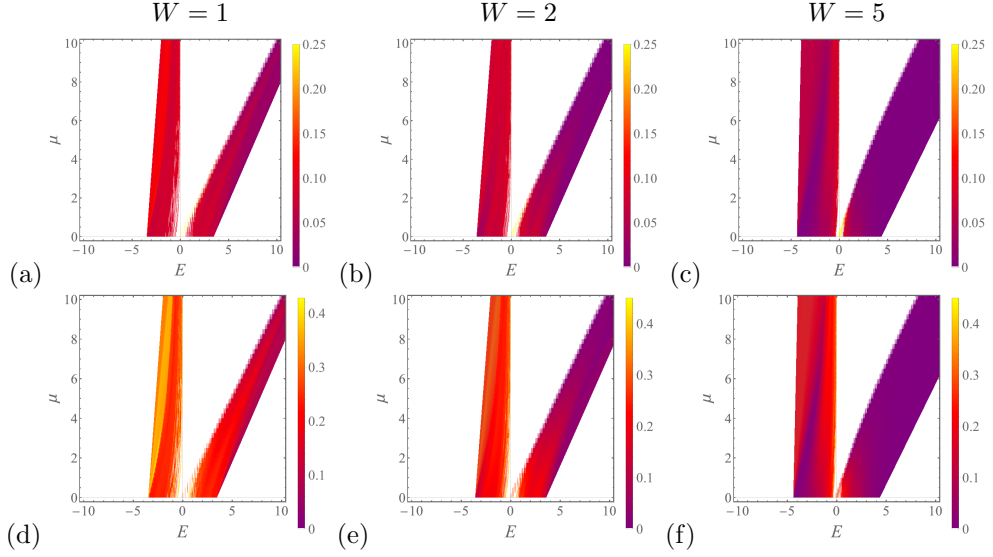 W = 1 W = 2 W = 5
10 8 6 4 2 0 μ −10 −5 0 5 10 E 0.25 0.20 0.15 0.10 0.05 0 (a)
10 8 6 4 2 0 μ −10 −5 0 5 10 E 0.25 0.20 0.15 0.10 0.05 0 (b)
10 8 6 4 2 0 μ −10 −5 0 5 10 E 0.25 0.20 0.15 0.10 0.05 0 (c)
10 8 6 4 2 0 μ −10 −5 0 5 10 E 0.4 0.3 0.2 0.1 0 (d)
10 8 6 4 2 0 μ −10 −5 0 5 10 E 0.4 0.3 0.2 0.1 0 (e)
10 8 6 4 2 0 μ −10 −5 0 5 10 E 0.4 0.3 0.2 0.1 0 (f)